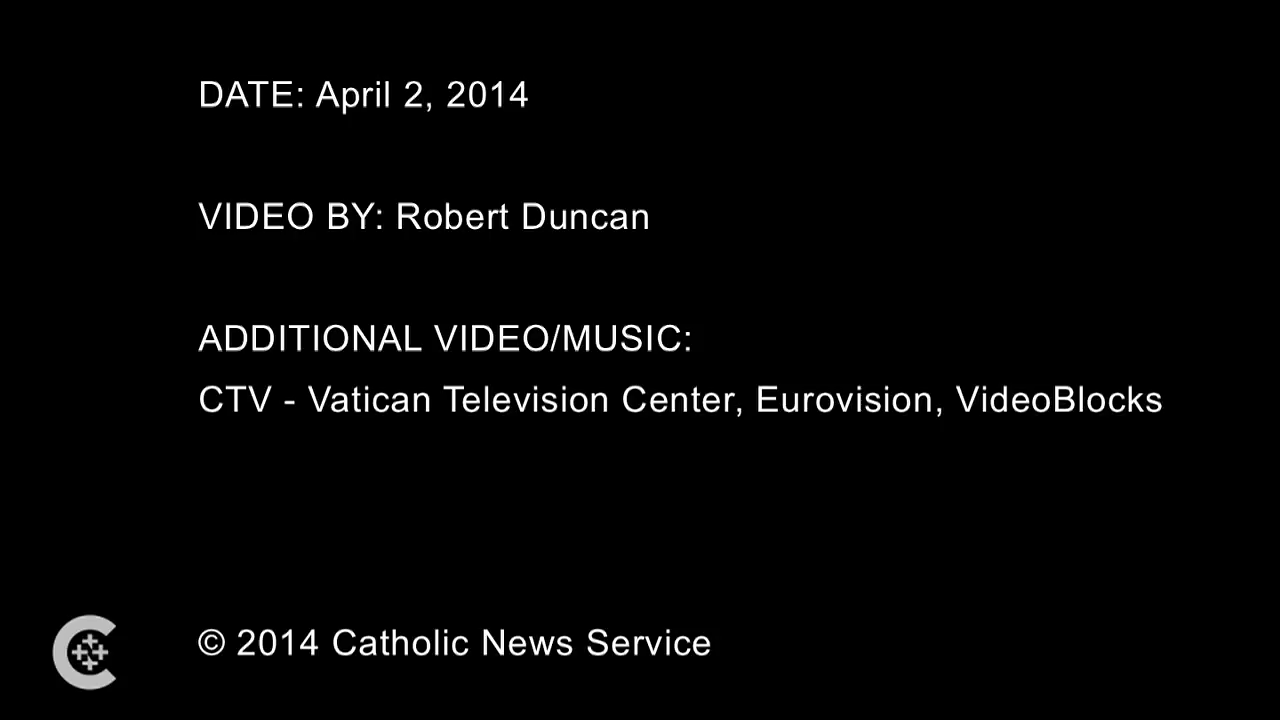 DATE: April 2, 2014
VIDEO BY: Robert Duncan
ADDITIONAL VIDEO/MUSIC:
CTV - Vatican Television Center, Eurovision, VideoBlocks
© 2014 Catholic News Service